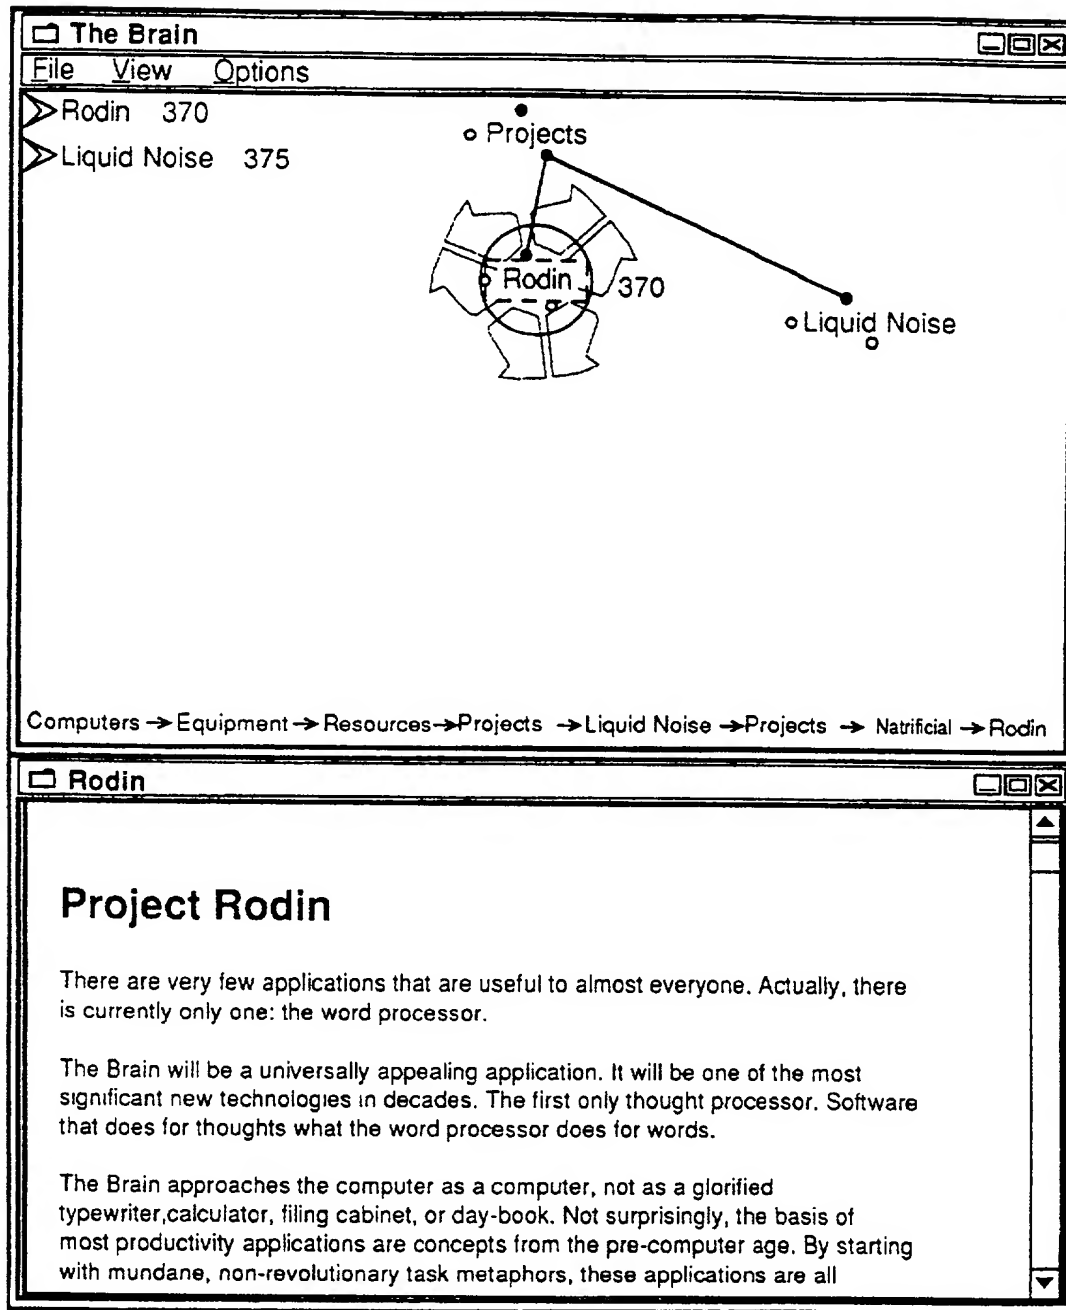 The Brain
File View Options
Rodin 370
Liquid Noise 375
Projects
Rodin 370
Liquid Noise
Computers → Equipment → Resources → Projects → Liquid Noise → Projects → Natrificial → Rodin
Rodin
Project Rodin
There are very few applications that are useful to almost everyone. Actually, there
is currently only one: the word processor.
The Brain will be a universally appealing application. It will be one of the most
significant new technologies in decades. The first only thought processor. Software
that does for thoughts what the word processor does for words.
The Brain approaches the computer as a computer, not as a glorified
typewriter,calculator, filing cabinet, or day-book. Not surprisingly, the basis of
most productivity applications are concepts from the pre-computer age. By starting
with mundane, non-revolutionary task metaphors, these applications are all